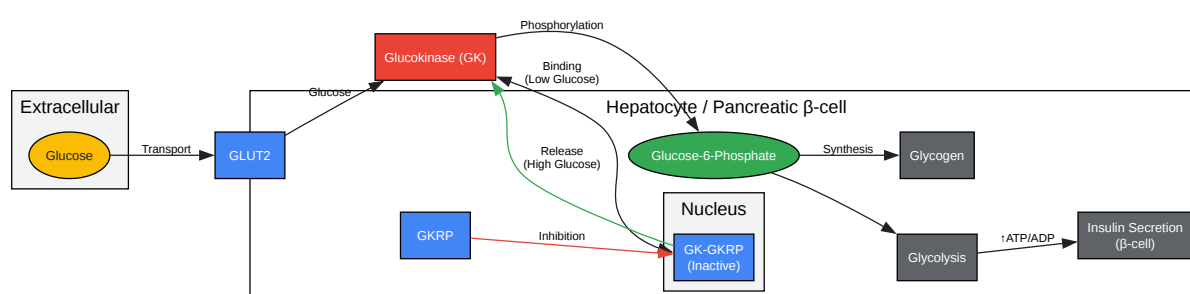 Phosphorylation
Glucokinase (GK)
Binding
(Low Glucose)
Extracellular
Glucose
Hepatocyte / Pancreatic β-cell
Glucose
Transport
GLUT2
Release
(High Glucose)
Glucose-6-Phosphate
Synthesis
Glycogen
Nucleus
GKRP
Inhibition
GK-GKRP
(Inactive)
Glycolysis
↑ATP/ADP
Insulin Secretion
(β-cell)